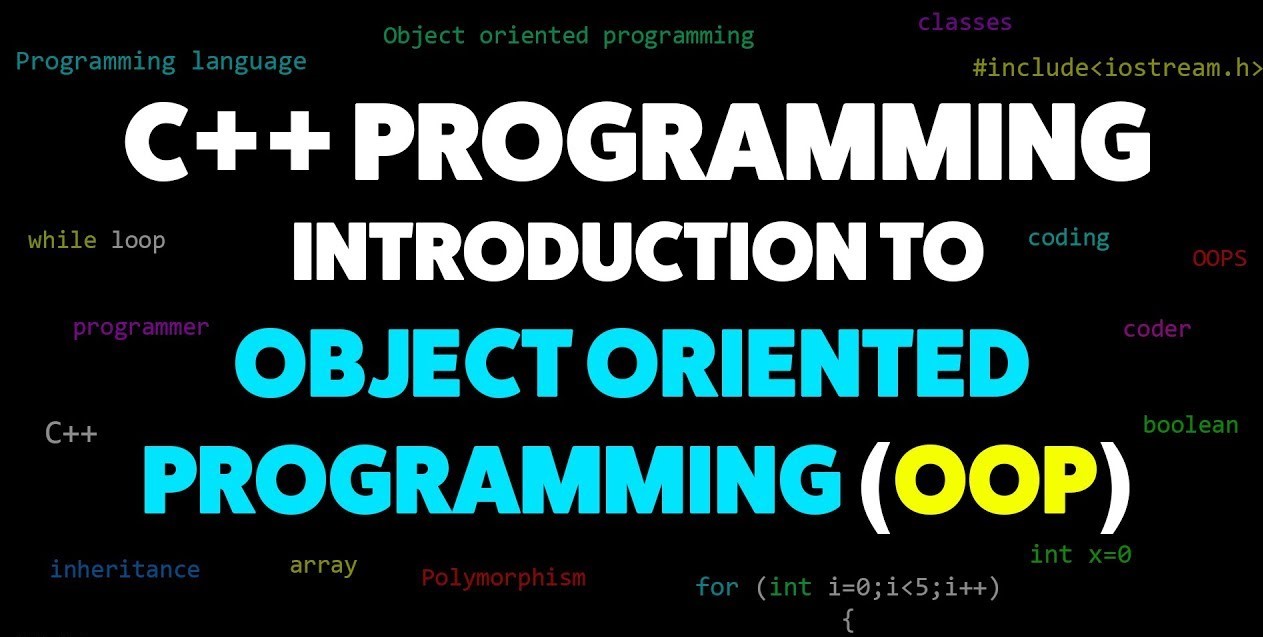 classes
Object oriented programming
Programming language
#include<iostream.h>
C++ PROGRAMMING
INTRODUCTION TO
while loop
coding
OOPS
programmer
coder
OBJECT ORIENTED
C++
boolean
PROGRAMMING (OOP)
int x=0
inheritance
array
Polymorphism
for (int i=0;i<5;i++)
{